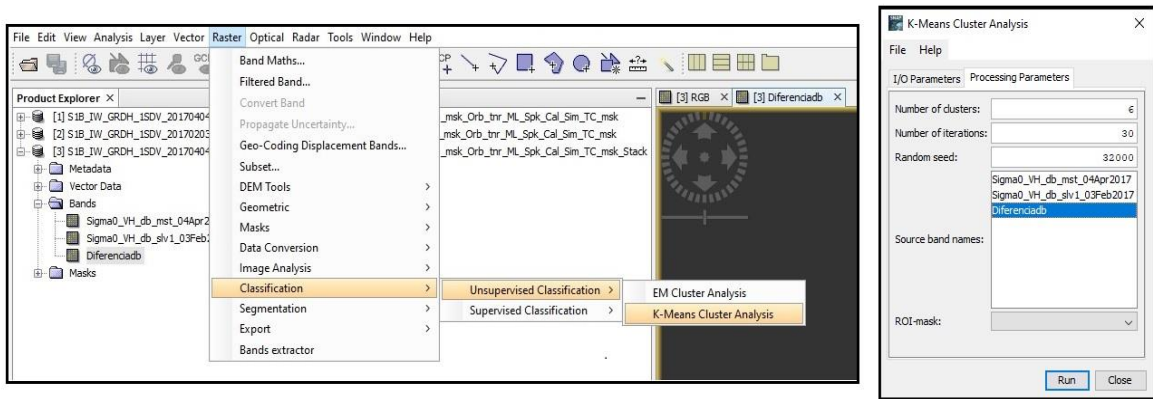 File Edit View Analysis Layer Vector Raster Optical Radar Tools Window Help
Product Explorer
[1] S1B_IW_GRDH_1SDV_20170404
[2] S1B_IW_GRDH_1SDV_20170203
[3] S1B_IW_GRDH_1SDV_20170404
Metadata
Vector Data
Bands
Sigma0_VH_db_mst_04Apr2
Sigma0_VH_db_slv1_03Feb
Diferenciadb
Masks
Band Maths...
Filtered Band...
Convert Band
Propagate Uncertainty...
Geo-Coding Displacement Bands...
Subset...
DEM Tools
Geometric
Masks
Data Conversion
Image Analysis
Classification
Segmentation
Export
Bands extractor
Unsupervised Classification
Supervised Classification
EM Cluster Analysis
K-Means Cluster Analysis
_msk_Orb_tnr_ML_Spk_Cal_Sim_TC_msk
_msk_Orb_tnr_ML_Spk_Cal_Sim_TC_msk
_msk_Orb_tnr_ML_Spk_Cal_Sim_TC_msk_Stack
[3] RGB
[3] Diferenciadb
K-Means Cluster Analysis
File Help
I/O Parameters Processing Parameters
Number of clusters:
Number of iterations: 30
Random seed: 32000
Source band names:
Sigma0_VH_db_mst_04Apr2017
Sigma0_VH_db_slv1_03Feb2017
Diferenciadb
ROI-mask:
Run Close